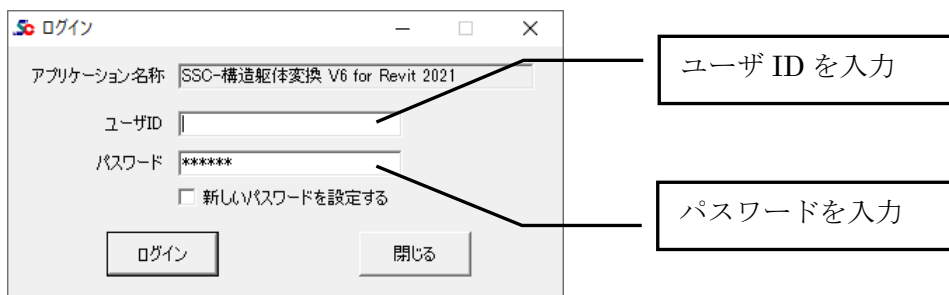 Sc ログイン
アプリケーション名称 SSC-構造躯体変換 V6 for Revit 2021
ユーザ ID を入力
ユーザID
パスワード ******
新しいパスワードを設定する
パスワードを入力
ログイン 閉じる